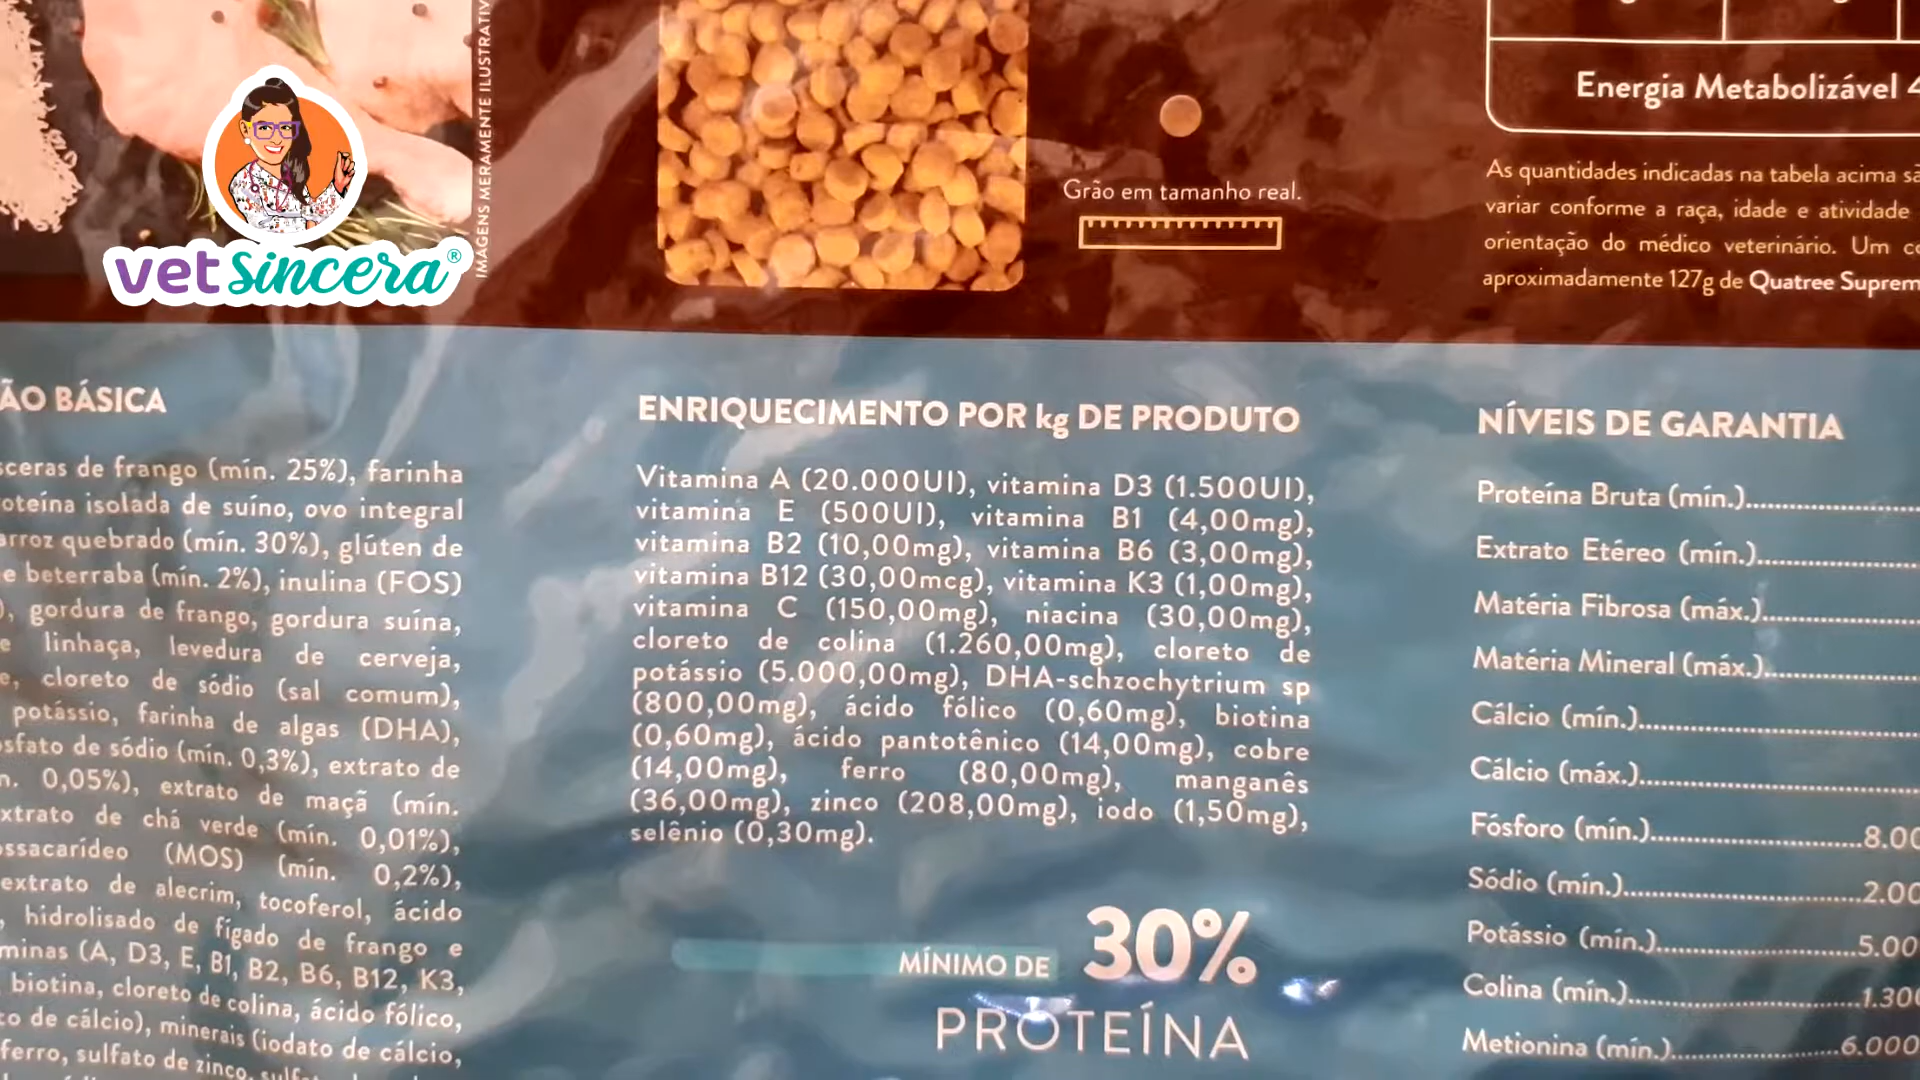 IMAGENS MERAMENTE ILUSTRATIV
vetsincera®
Grão em tamanho real.
Energia Metabolizável 4
As quantidades indicadas na tabela acima sã
variar conforme a raça, idade e atividade
orientação do médico veterinário. Um co
aproximadamente 127g de Quatree Suprem
ÃO BÁSICA
sceras de frango (mín. 25%), farinha
oteína isolada de suíno, ovo integral
arroz quebrado (mín. 30%), glúten de
e beterraba (mín. 2%), inulina (FOS)
), gordura de frango, gordura suína,
e linhaça, levedura de cerveja,
e, cloreto de sódio (sal comum),
potássio, farinha de algas (DHA),
sfato de sódio (mín. 0,3%), extrato de
n. 0,05%), extrato de maçã (mín.
xtrato de chá verde (mín. 0,01%),
ossacarídeo (MOS) (mín. 0,2%),
extrato de alecrim, tocoferol, ácido
, hidrolisado de fígado de frango e
minas (A, D3, E, B1, B2, B6, B12, K3,
biotina, cloreto de colina, ácido fólico,
to de cálcio), minerais (iodato de cálcio,
ferro, sulfato de zinco, sulf
ENRIQUECIMENTO POR kg DE PRODUTO
Vitamina A (20.000UI), vitamina D3 (1.500UI),
vitamina E (500UI), vitamina B1 (4,00mg),
vitamina B2 (10,00mg), vitamina B6 (3,00mg),
vitamina B12 (30,00mcg), vitamina K3 (1,00mg),
vitamina C (150,00mg), niacina (30,00mg),
cloreto de colina (1.260,00mg), cloreto de
potássio (5.000,00mg), DHA-schzochytrium sp
(800,00mg), ácido fólico (0,60mg), biotina
(0,60mg), ácido pantotênico (14,00mg), cobre
(14,00mg), ferro (80,00mg), manganês
(36,00mg), zinco (208,00mg), iodo (1,50mg),
selênio (0,30mg).
MÍNIMO DE 30%
PROTEÍNA
NÍVEIS DE GARANTIA
Proteína Bruta (mín.)
Extrato Etéreo (mín.)
Matéria Fibrosa (máx.)
Matéria Mineral (máx.)
Cálcio (mín.)
Cálcio (máx.)
Fósforo (mín.) 8.00
Sódio (mín.) 2.00
Potássio (mín.) 5.00
Colina (mín.) 1.300
Metionina (mín.) 6.000